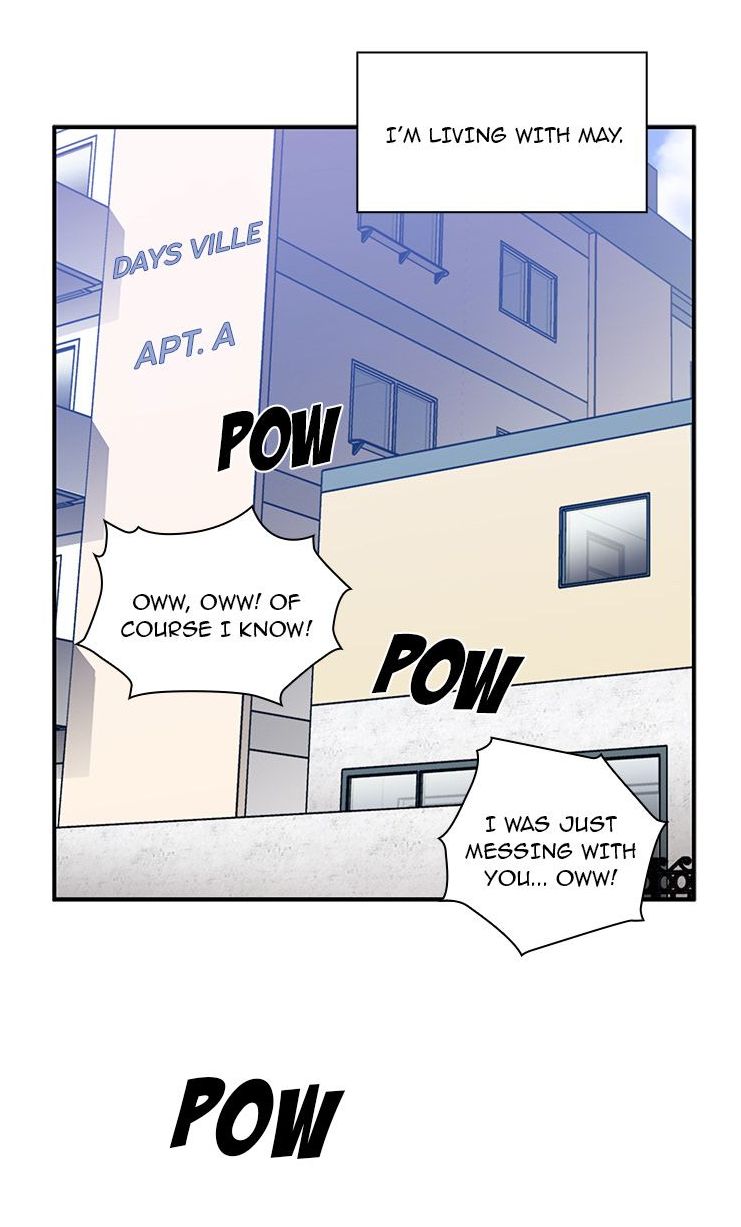 I'M LIVING WITH MAY.
DAYS VILLE
APT. A
POW
OWW, OWW! OF
COURSE I KNOW!
POW
I WAS JUST
MESSING WITH
YOU... OWW!
POW